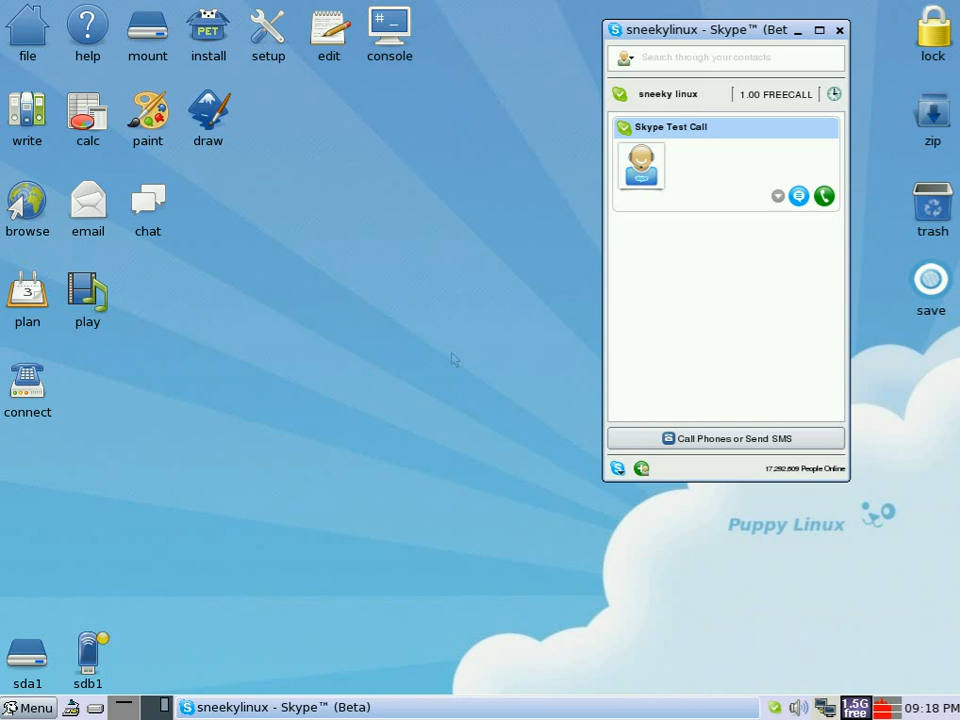 file
help
mount
PET
install
setup
edit
# _
console
sneekylinux - Skype™ (Bet
lock
Search through your contacts
sneeky linux
1.00 FREECALL
write
calc
paint
draw
zip
Skype Test Call
browse
email
chat
trash
3
plan
play
save
connect
Call Phones or Send SMS
17,292,609 People Online
Puppy Linux
sda1
sdb1
Menu
sneekylinux - Skype™ (Beta)
1.5G
free
09:18 PM